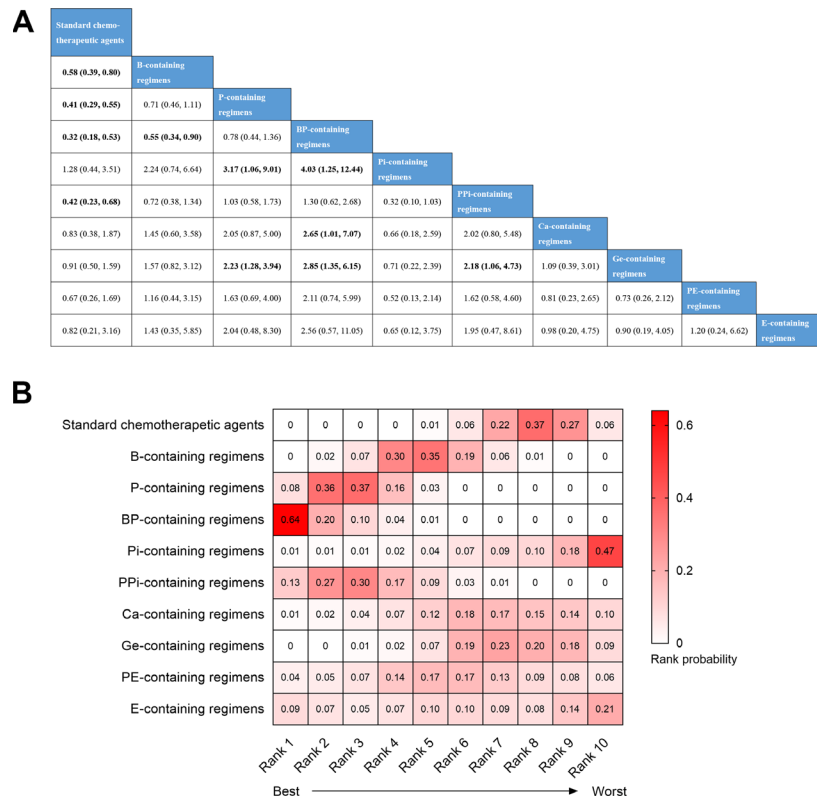 A
Standard chemo-
therapeutic agents
0.58 (0.39, 0.80) B-containing
regimens
0.41 (0.29, 0.55) 0.71 (0.46, 1.11) P-containing
regimens
0.32 (0.18, 0.53) 0.55 (0.34, 0.90) 0.78 (0.44, 1.36) BP-containing
regimens
1.28 (0.44, 3.51) 2.24 (0.74, 6.64) 3.17 (1.06, 9.01) 4.03 (1.25, 12.44) Pi-containing
regimens
0.42 (0.23, 0.68) 0.72 (0.38, 1.34) 1.03 (0.58, 1.73) 1.30 (0.62, 2.68) 0.32 (0.10, 1.03) PPi-containing
regimens
0.83 (0.38, 1.87) 1.45 (0.60, 3.58) 2.05 (0.87, 5.00) 2.65 (1.01, 7.07) 0.66 (0.18, 2.59) 2.02 (0.80, 5.48) Ca-containing
regimens
0.91 (0.50, 1.59) 1.57 (0.82, 3.12) 2.23 (1.28, 3.94) 2.85 (1.35, 6.15) 0.71 (0.22, 2.39) 2.18 (1.06, 4.73) 1.09 (0.39, 3.01) Ge-containing
regimens
0.67 (0.26, 1.69) 1.16 (0.44, 3.15) 1.63 (0.69, 4.00) 2.11 (0.74, 5.99) 0.52 (0.13, 2.14) 1.62 (0.58, 4.60) 0.81 (0.23, 2.65) 0.73 (0.26, 2.12) PE-containing
regimens
0.82 (0.21, 3.16) 1.43 (0.35, 5.85) 2.04 (0.48, 8.30) 2.56 (0.57, 11.05) 0.65 (0.12, 3.75) 1.95 (0.47, 8.61) 0.98 (0.20, 4.75) 0.90 (0.19, 4.05) 1.20 (0.24, 6.62) E-containing
regimens
B
Standard chemotherapetic agents 0 0 0 0 0.01 0.06 0.22 0.37 0.27 0.06
B-containing regimens 0 0.02 0.07 0.30 0.35 0.19 0.06 0.01 0 0
P-containing regimens 0.08 0.36 0.37 0.16 0.03 0 0 0 0 0
BP-containing regimens 0.64 0.20 0.10 0.04 0.01 0 0 0 0 0
Pi-containing regimens 0.01 0.01 0.01 0.02 0.04 0.07 0.09 0.10 0.18 0.47
PPi-containing regimens 0.13 0.27 0.30 0.17 0.09 0.03 0.01 0 0 0
Ca-containing regimens 0.01 0.02 0.04 0.07 0.12 0.18 0.17 0.15 0.14 0.10
Ge-containing regimens 0 0 0.01 0.02 0.07 0.19 0.23 0.20 0.18 0.09
PE-containing regimens 0.04 0.05 0.07 0.14 0.17 0.17 0.13 0.09 0.08 0.06
E-containing regimens 0.09 0.07 0.05 0.07 0.10 0.10 0.09 0.08 0.14 0.21
Rank 1 Rank 2 Rank 3 Rank 4 Rank 5 Rank 6 Rank 7 Rank 8 Rank 9 Rank 10
Best Worst
0.6
0.4
0.2
0
Rank probability